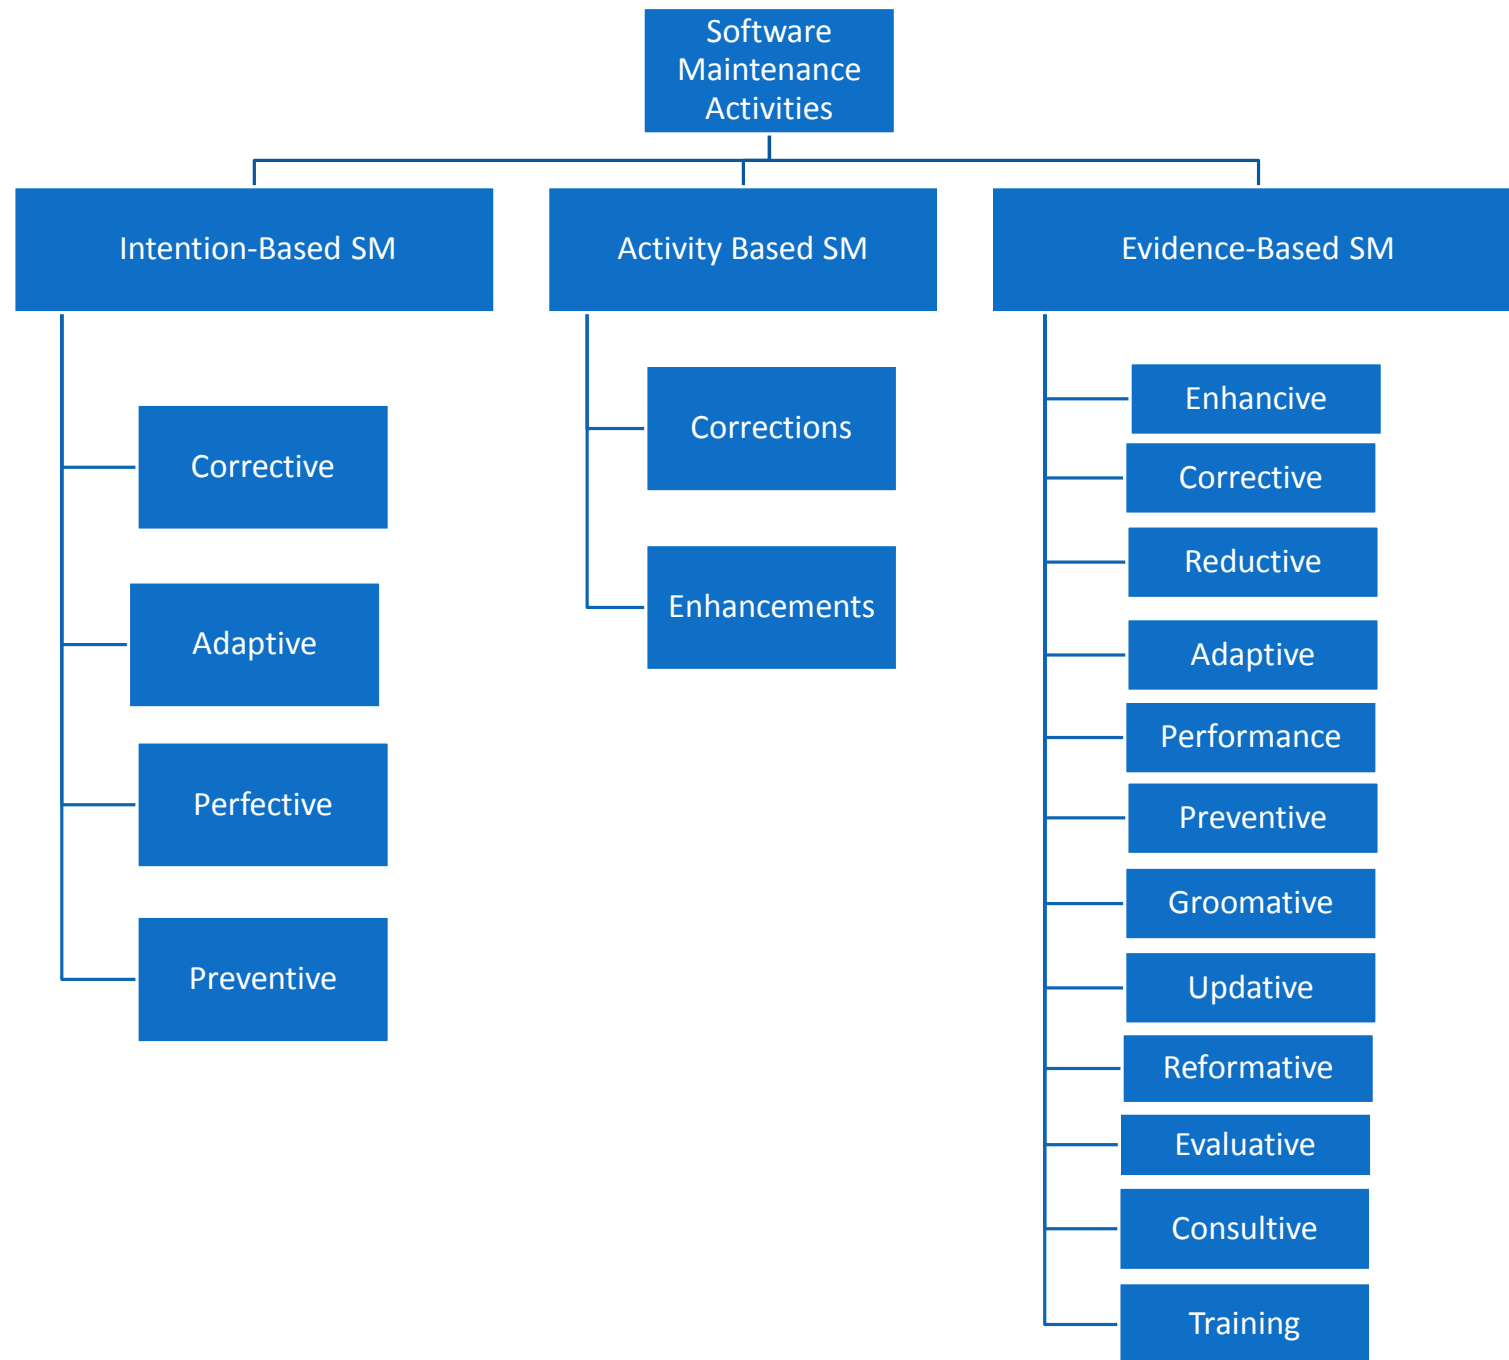 Software
Maintenance
Activities
Intention-Based SM
Activity Based SM
Evidence-Based SM
Corrective
Adaptive
Perfective
Preventive
Corrections
Enhancements
Enhancive
Corrective
Reductive
Adaptive
Performance
Preventive
Groomative
Updative
Reformative
Evaluative
Consultive
Training